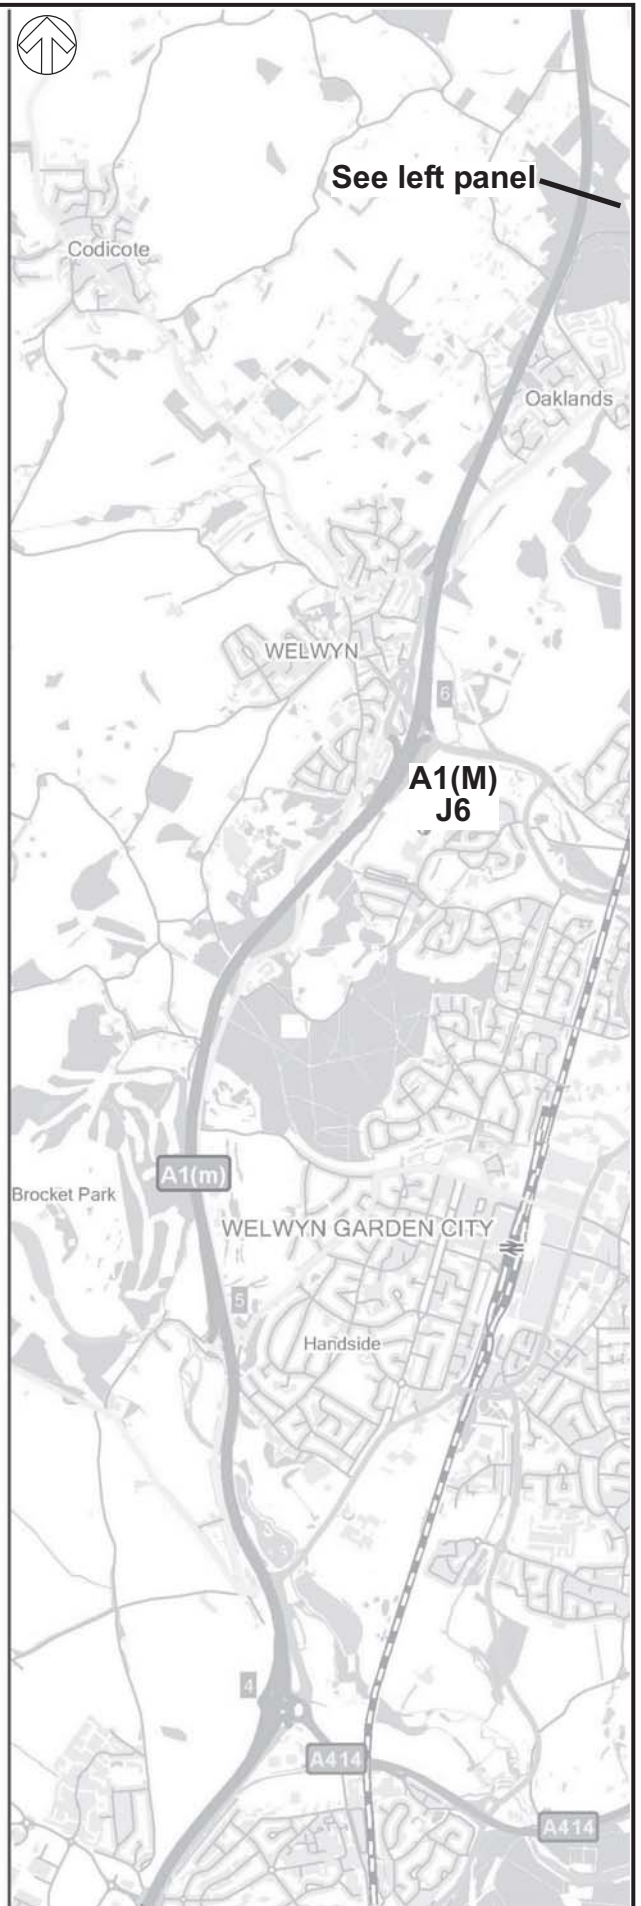 See left panel
Codicote
Oaklands
WELWYN
6
A1(M)
J6
A1(m)
Brocket Park
WELWYN GARDEN CITY
5
Handside
4
A414
A414